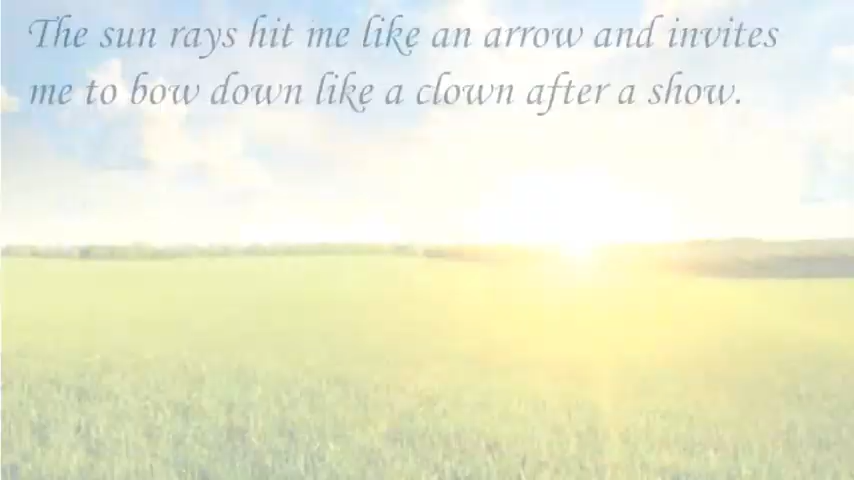 The sun rays hit me like an arrow and invites
me to bow down like a clown after a show.